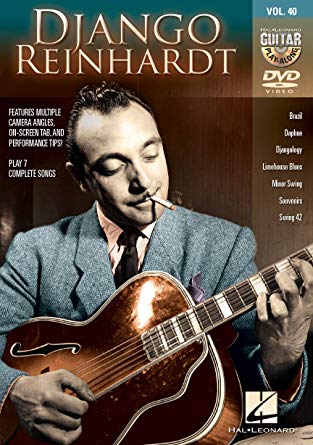 DJANGO
REINHARDT
VOL. 40
HAL•LEONARD
GUITAR
PLAY-ALONG
DVD
VIDEO
FEATURES MULTIPLE
CAMERA ANGLES,
ON-SCREEN TAB, AND
PERFORMANCE TIPS!
PLAY 7
COMPLETE SONGS
Brazil
Daphne
Djangology
Limehouse Blues
Minor Swing
Souvenirs
Swing 42
HAL•LEONARD